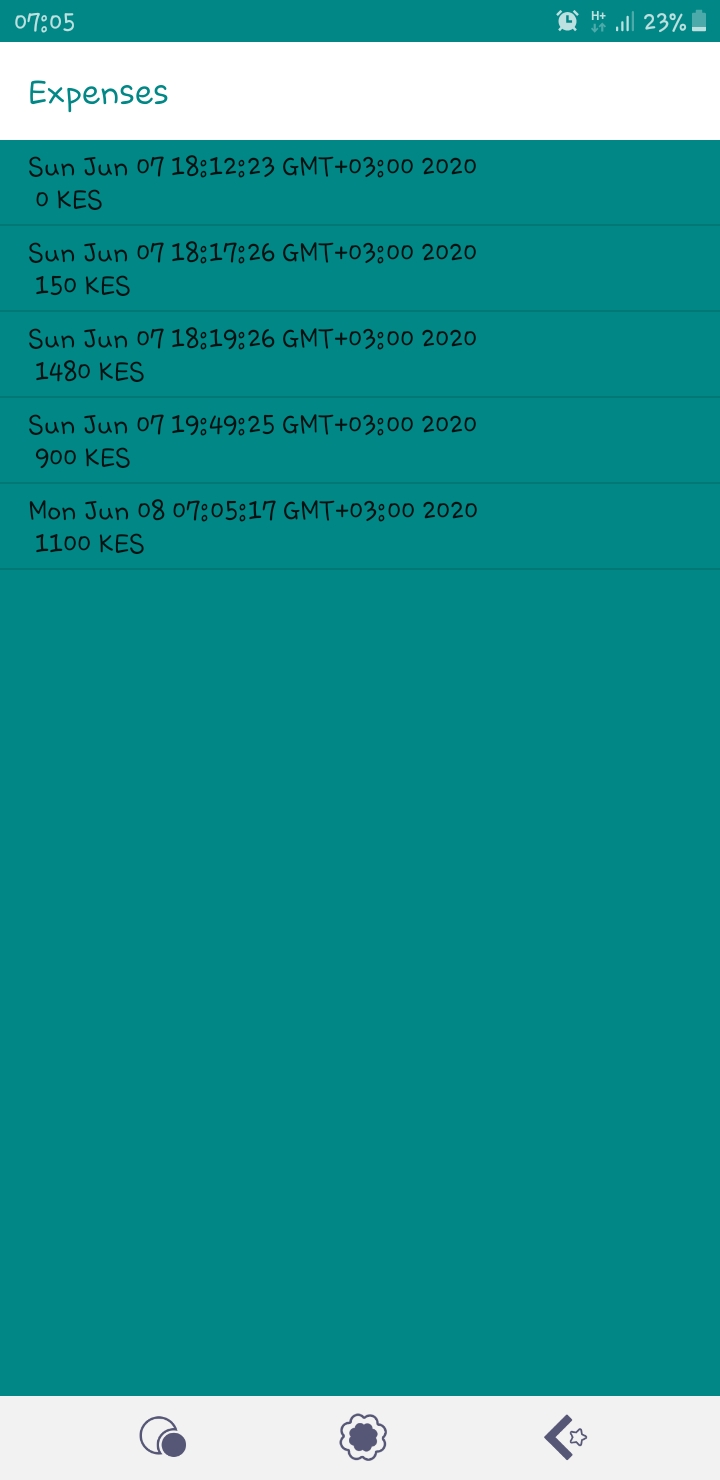 07:05
H+
23%
Expenses
Sun Jun 07 18:12:23 GMT+03:00 2020
0 KES
Sun Jun 07 18:17:26 GMT+03:00 2020
150 KES
Sun Jun 07 18:19:26 GMT+03:00 2020
1480 KES
Sun Jun 07 19:49:25 GMT+03:00 2020
900 KES
Mon Jun 08 07:05:17 GMT+03:00 2020
1100 KES